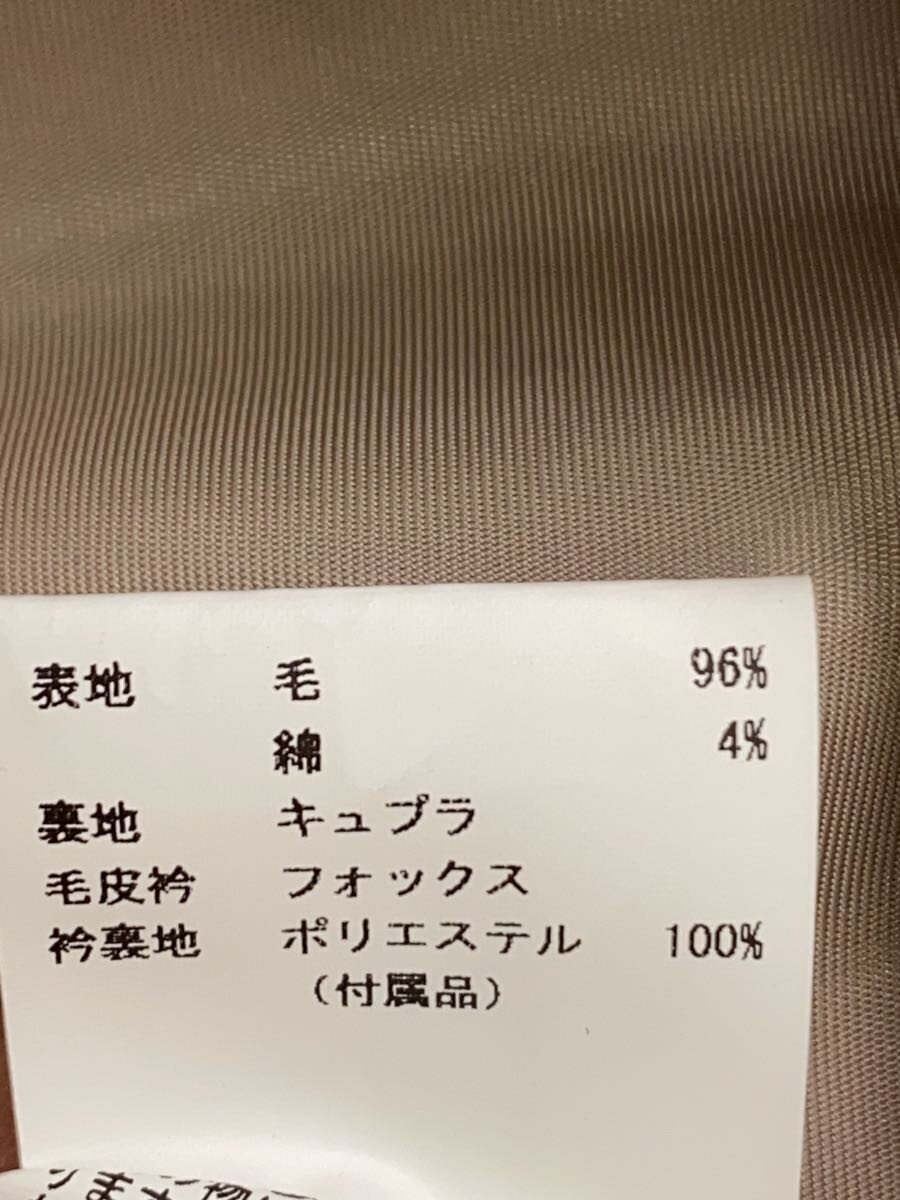 表地 毛 96%
綿 4%
裏地 キュプラ
毛皮衿 フォックス
衿裏地 ポリエステル 100%
(付属品)